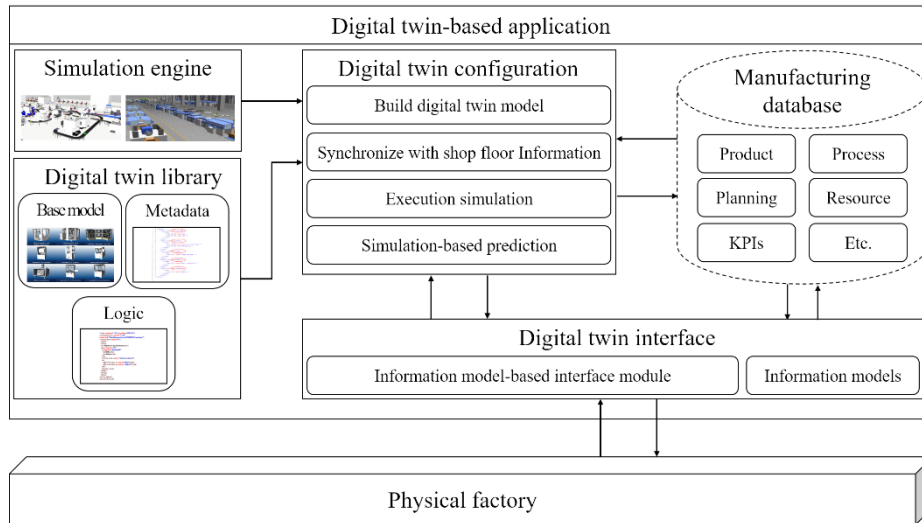 Digital twin-based application
Simulation engine
Digital twin configuration
Build digital twin model
Synchronize with shop floor Information
Execution simulation
Simulation-based prediction
Manufacturing
database
Product
Process
Planning
Resource
KPIs
Etc.
Digital twin library
Base model
Metadata
Logic
Digital twin interface
Information model-based interface module
Information models
Physical factory